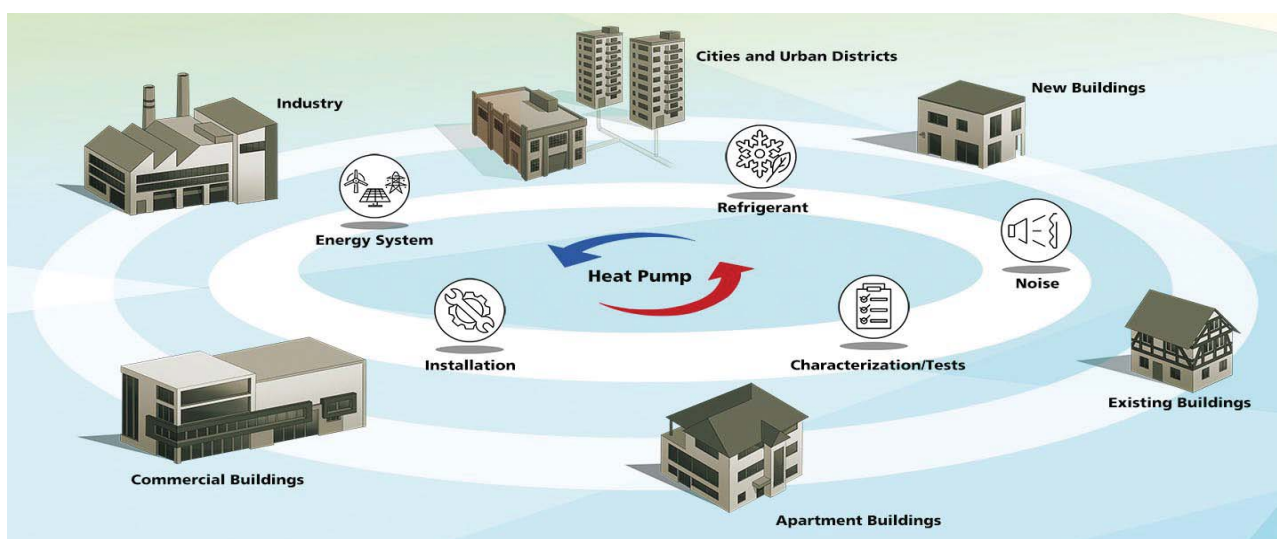 Cities and Urban Districts
Industry
New Buildings
Refrigerant
Energy System
Heat Pump
Noise
Installation
Characterization/Tests
Existing Buildings
Commercial Buildings
Apartment Buildings